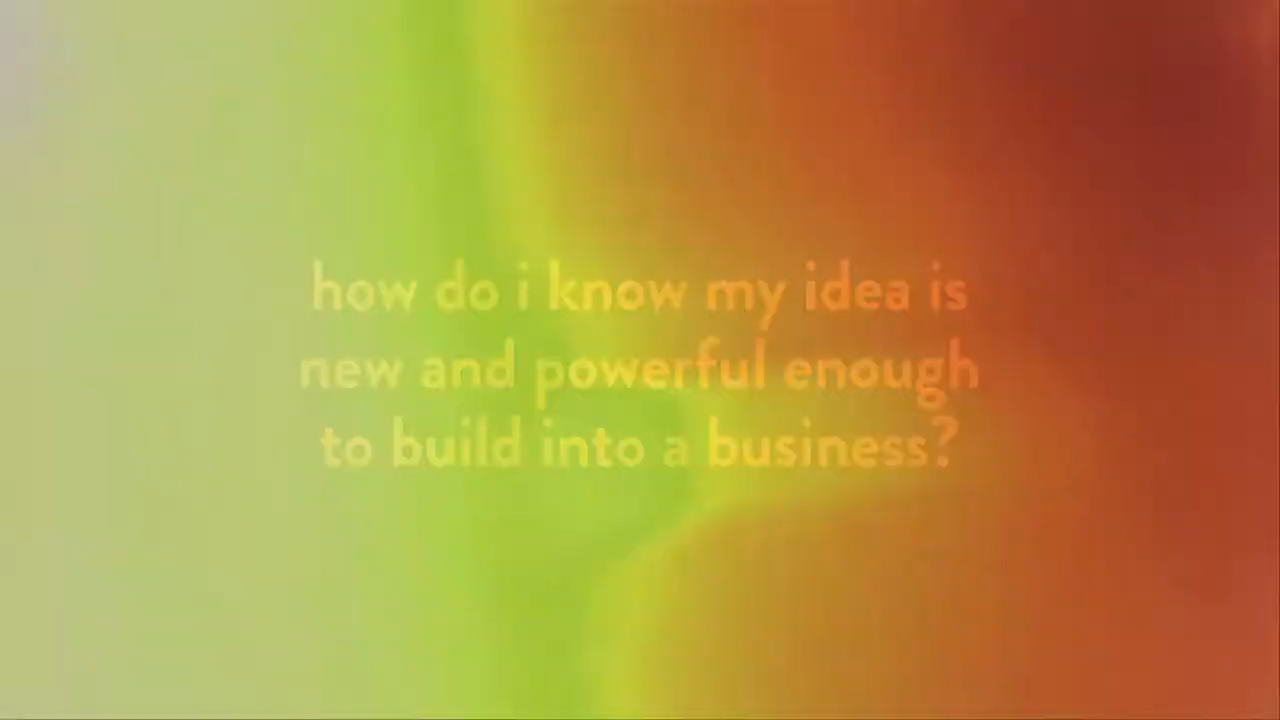 how do i know my idea is
new and powerful enough
to build into a business?